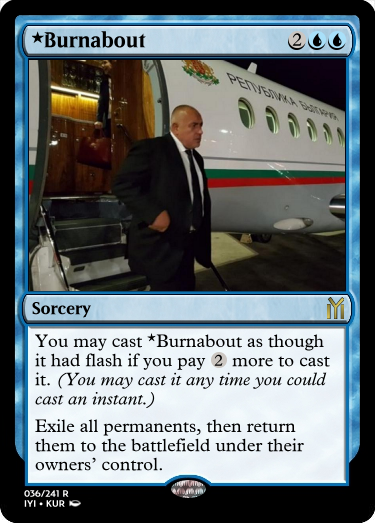 ★Burnabout
2
РЕПУБЛИКА БЪЛГАРИЯ
Sorcery
You may cast ★Burnabout as though
it had flash if you pay 2 more to cast
it. (You may cast it any time you could
cast an instant.)
Exile all permanents, then return
them to the battlefield under their
owners’ control.
036/241 R
IYI • KUR